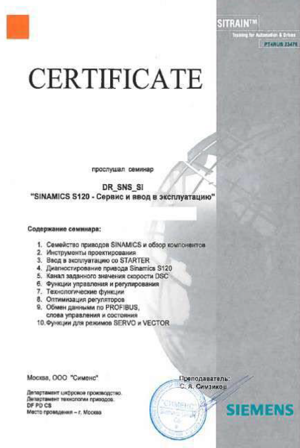 SITRAIN™
Training for Automation & Drives
CERTIFICATE
прослушал семинар
DR_SNS_SI
"SINAMICS S120 - Сервис и ввод в эксплуатацию"
Содержание семинара:
1. Семейство приводов SINAMICS и обзор компонентов
2. Инструменты проектирования
3. Ввод в эксплуатацию со STARTER
4. Диагностирование привода Sinamics S120
5. Канал заданного значения скорости DSC
6. Функции управления и регулирования
7. Технологические функции
8. Оптимизация регуляторов
9. Обмен данными по PROFIBUS,
слова управления и состояния
10. Функции для режимов SERVO и VECTOR
Москва, ООО "Сименс"
Преподаватель:
С. А.
Департамент цифровое производство.
Департамент технологии приводов.
DF PD CS
Место проведения – г. Москва
SIEMENS